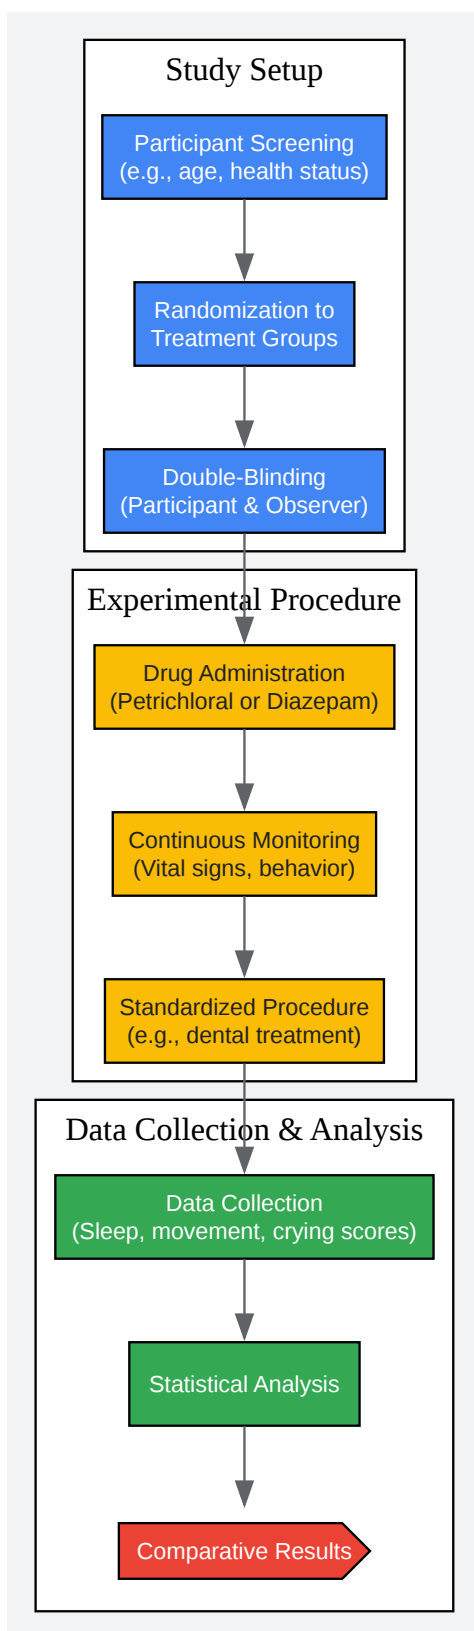 Study Setup
Participant Screening
(e.g., age, health status)
Randomization to
Treatment Groups
Double-Blinding
(Participant & Observer)
Experimental Procedure
Drug Administration
(Petrichloral or Diazepam)
Continuous Monitoring
(Vital signs, behavior)
Standardized Procedure
(e.g., dental treatment)
Data Collection & Analysis
Data Collection
(Sleep, movement, crying scores)
Statistical Analysis
Comparative Results